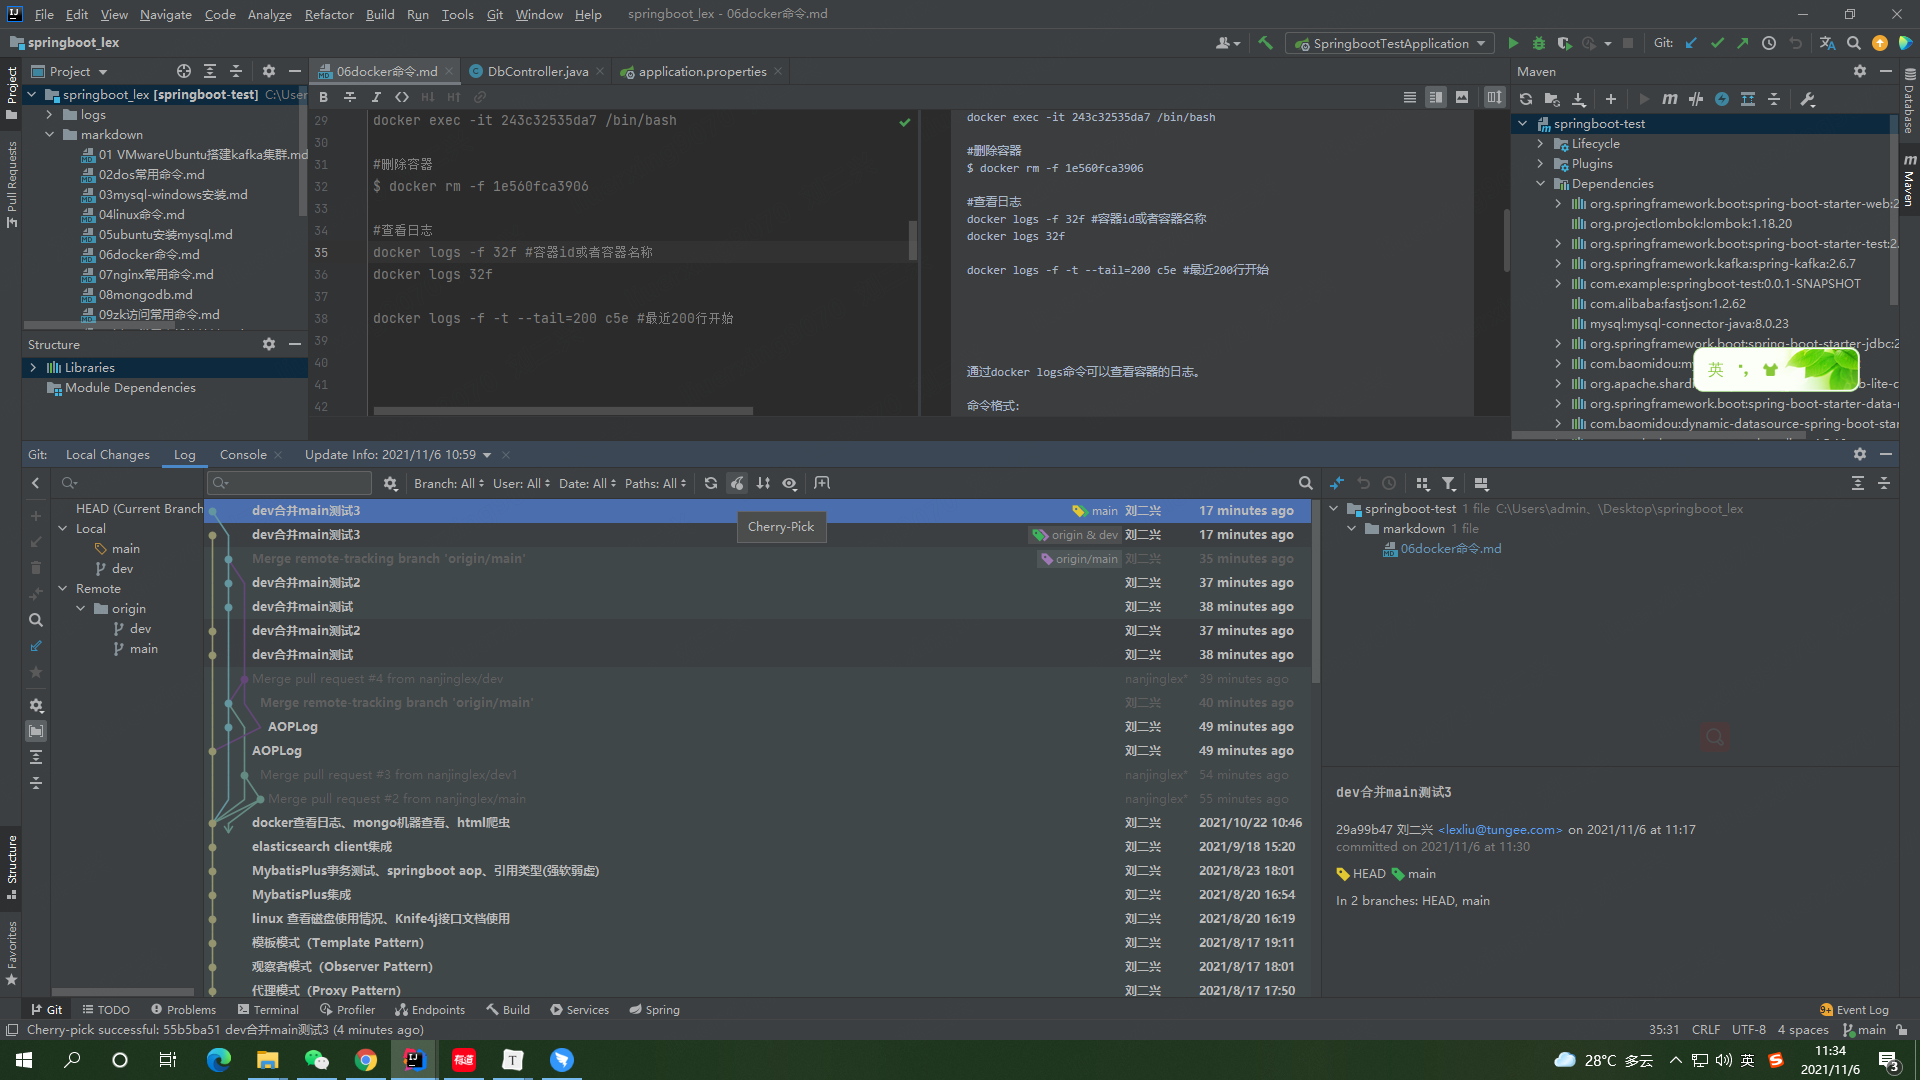 File Edit View Navigate Code Analyze Refactor Build Run Tools Git Window Help springboot_lex - 06docker命令.md
springboot_lex SpringbootTestApplication Git:
Project
06docker命令.md DbController.java application.properties
Maven
springboot_lex [springboot-test] C:\User
logs
markdown
01 VMwareUbuntu搭建kafka集群.md
02dos常用命令.md
03mysql-windows安装.md
04linux命令.md
05ubuntu安装mysql.md
06docker命令.md
07nginx常用命令.md
08mongodb.md
09zk访问常用命令.md
Structure
Libraries
Module Dependencies
Project
Pull Requests
Structure
Favorites
29 docker exec -it 243c32535da7 /bin/bash
30
31 #删除容器
32 $ docker rm -f 1e560fca3906
33
34 #查看日志
35 docker logs -f 32f #容器id或者容器名称
36 docker logs 32f
37
38 docker logs -f -t --tail=200 c5e #最近200行开始
39
40
41
42
docker exec -it 243c32535da7 /bin/bash
#删除容器
$ docker rm -f 1e560fca3906
#查看日志
docker logs -f 32f #容器id或者容器名称
docker logs 32f
docker logs -f -t --tail=200 c5e #最近200行开始
通过docker logs命令可以查看容器的日志。
命令格式:
springboot-test
Lifecycle
Plugins
Dependencies
org.springframework.boot:spring-boot-starter-web:2
org.projectlombok:lombok:1.18.20
org.springframework.boot:spring-boot-starter-test:2.
org.springframework.kafka:spring-kafka:2.6.7
com.example:springboot-test:0.0.1-SNAPSHOT
com.alibaba:fastjson:1.2.62
mysql:mysql-connector-java:8.0.23
org.springframework.boot:spring-boot-starter-jdbc:2
com.baomidou:m
org.apache.shard o-lite-c
org.springframework.boot:spring-boot-starter-data-r
com.baomidou:dynamic-datasource-spring-boot-star
英
Database
Maven
Git: Local Changes Log Console Update Info: 2021/11/6 10:59
Branch: All User: All Date: All Paths: All
HEAD (Current Branch
Local
main
dev
Remote
origin
dev
main
dev合并main测试3 main 刘二兴 17 minutes ago
Cherry-Pick
dev合并main测试3 origin & dev 刘二兴 17 minutes ago
Merge remote-tracking branch 'origin/main' origin/main 刘二兴 35 minutes ago
dev合并main测试2 刘二兴 37 minutes ago
dev合并main测试 刘二兴 38 minutes ago
dev合并main测试2 刘二兴 37 minutes ago
dev合并main测试 刘二兴 38 minutes ago
Merge pull request #4 from nanjinglex/dev nanjinglex* 39 minutes ago
Merge remote-tracking branch 'origin/main' 刘二兴 40 minutes ago
AOPLog 刘二兴 49 minutes ago
AOPLog 刘二兴 49 minutes ago
Merge pull request #3 from nanjinglex/dev1 nanjinglex* 54 minutes ago
Merge pull request #2 from nanjinglex/main nanjinglex* 55 minutes ago
docker查看日志、mongo机器查看、html爬虫 刘二兴 2021/10/22 10:46
elasticsearch client集成 刘二兴 2021/9/18 15:20
MybatisPlus事务测试、springboot aop、引用类型(强软弱虚) 刘二兴 2021/8/23 18:01
MybatisPlus集成 刘二兴 2021/8/20 16:54
linux 查看磁盘使用情况、Knife4j接口文档使用 刘二兴 2021/8/20 16:19
模板模式（Template Pattern) 刘二兴 2021/8/17 19:11
观察者模式（Observer Pattern) 刘二兴 2021/8/17 18:01
代理模式（Proxy Pattern) 刘二兴 2021/8/17 17:50
springboot-test 1 file C:\Users\admin、\Desktop\springboot_lex
markdown 1 file
06docker命令.md
dev合并main测试3
29a99b47 刘二兴 <lexliu@tungee.com> on 2021/11/6 at 11:17
committed on 2021/11/6 at 11:30
HEAD main
In 2 branches: HEAD, main
Git TODO Problems Terminal Profiler Endpoints Build Services Spring 9+ Event Log
Cherry-pick successful: 55b5ba51 dev合并main测试3 (4 minutes ago) 35:31 CRLF UTF-8 4 spaces main
有道 T 28°C 多云 英 11:34
2021/11/6 3